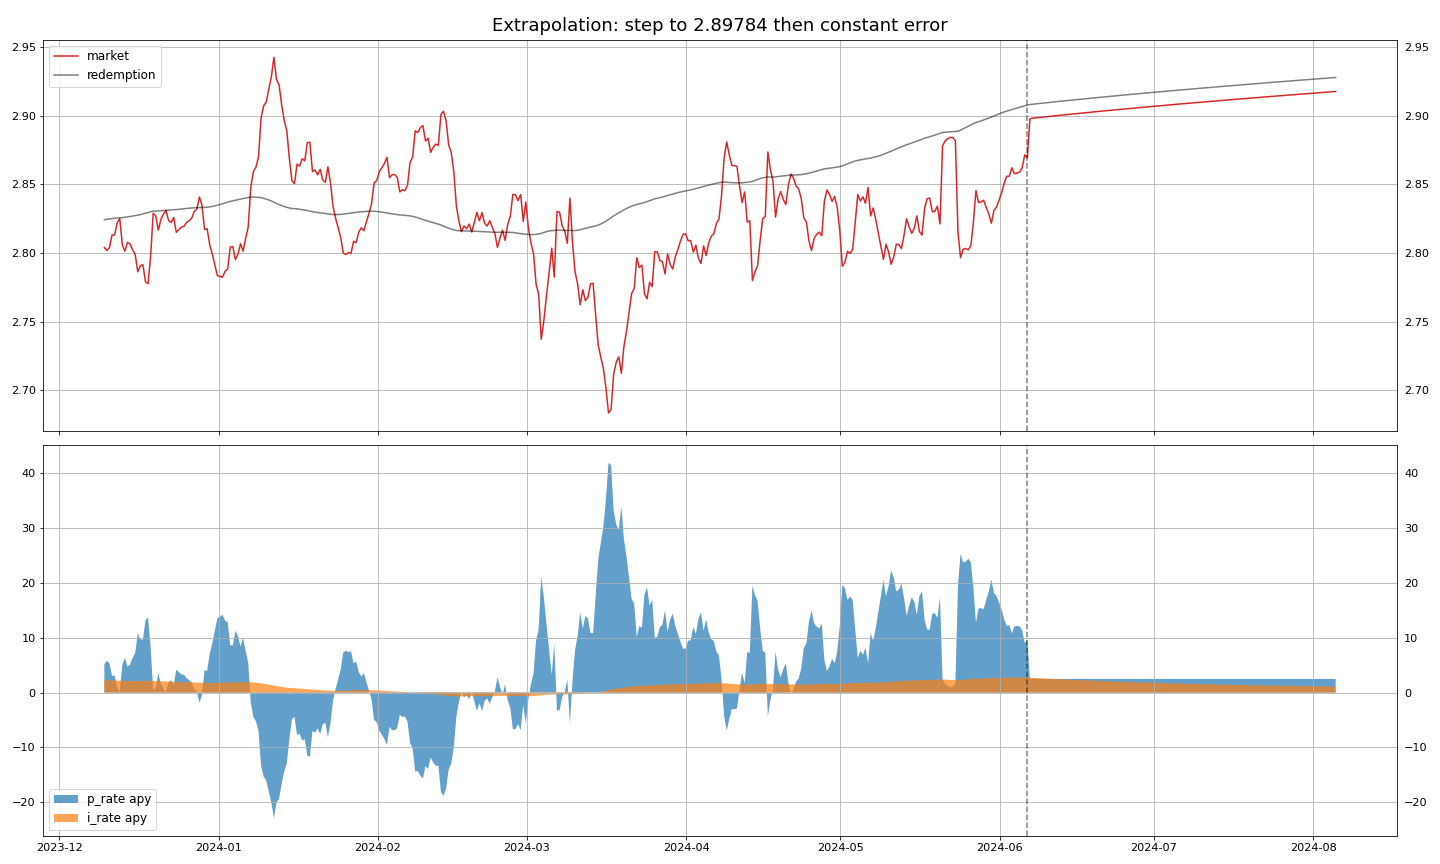 Extrapolation: step to 2.89784 then constant error
2.95 2.95
market
redemption
2.90 2.90
2.85 2.85
2.80 2.80
2.75 2.75
2.70 2.70
40 40
30 30
20 20
10 10
0 0
−10 −10
−20 −20
p_rate apy
i_rate apy
2023-12 2024-01 2024-02 2024-03 2024-04 2024-05 2024-06 2024-07 2024-08